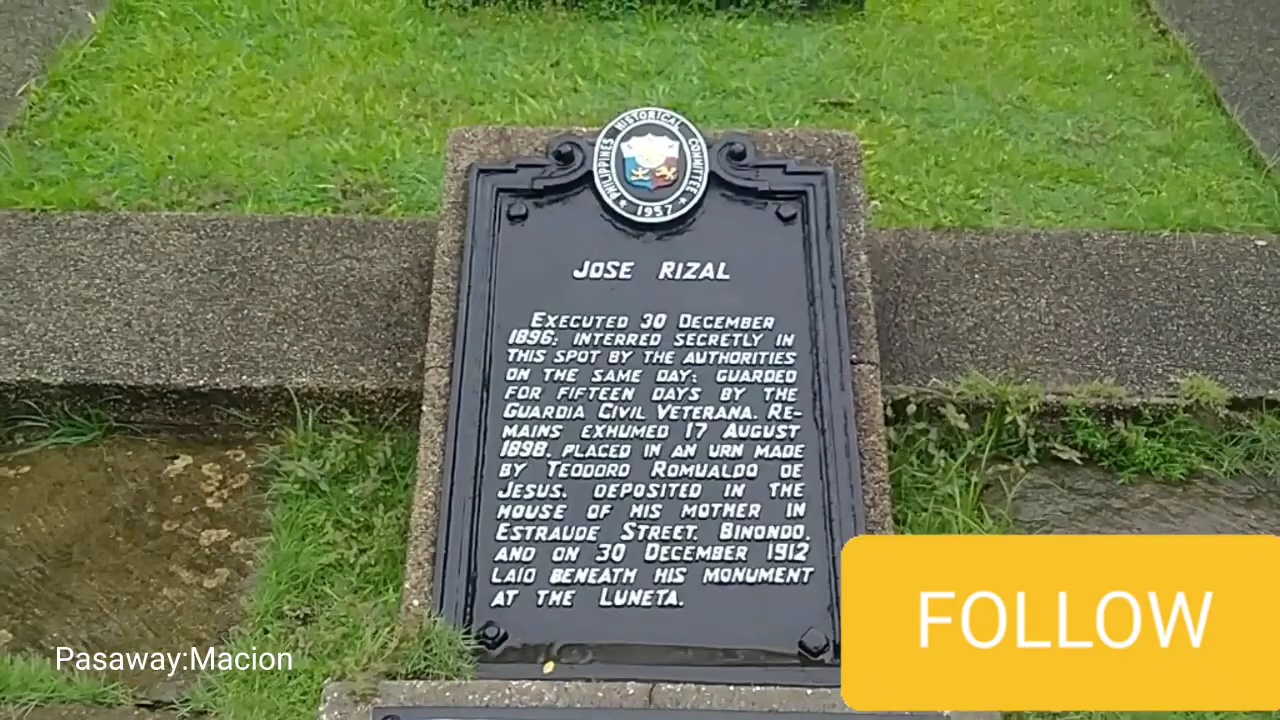 PHILIPPINES HISTORICAL COMMITTEE
★ 1957 ★
JOSE RIZAL
EXECUTED 30 DECEMBER
1896; INTERRED SECRETLY IN
THIS SPOT BY THE AUTHORITIES
ON THE SAME DAY; GUARDED
FOR FIFTEEN DAYS BY THE
GUARDIA CIVIL VETERANA. RE-
MAINS EXHUMED 17 AUGUST
1898, PLACED IN AN URN MADE
BY TEODORO ROMUALDO DE
JESUS, DEPOSITED IN THE
HOUSE OF HIS MOTHER IN
ESTRAUDE STREET, BINONDO,
AND ON 30 DECEMBER 1912
LAID BENEATH HIS MONUMENT
AT THE LUNETA.
FOLLOW
Pasaway:Macion